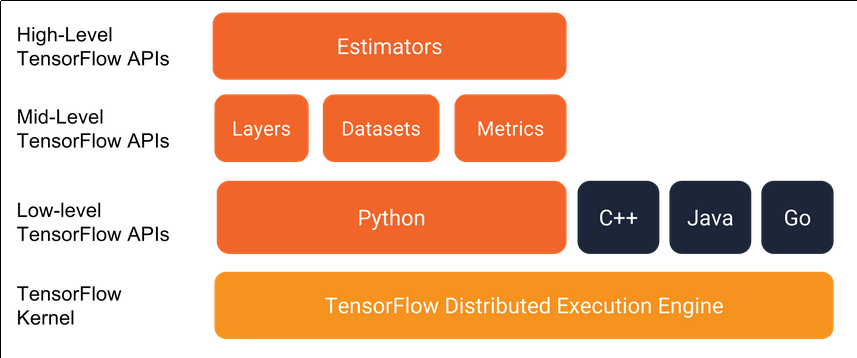 High-Level
TensorFlow APIs
Estimators
Mid-Level
TensorFlow APIs
Layers
Datasets
Metrics
Low-level
TensorFlow APIs
Python
C++
Java
Go
TensorFlow
Kernel
TensorFlow Distributed Execution Engine